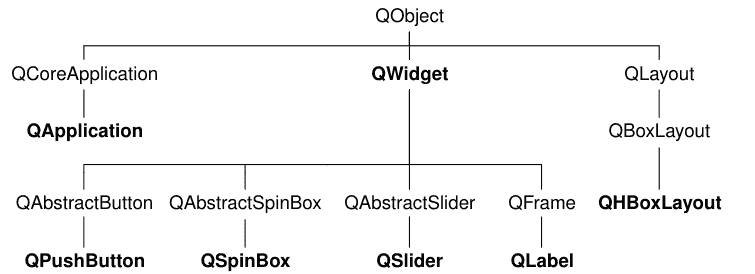 QObject
QCoreApplication QWidget QLayout
QApplication QBoxLayout
QAbstractButton QAbstractSpinBox QAbstractSlider QFrame QHBoxLayout
QPushButton QSpinBox QSlider QLabel